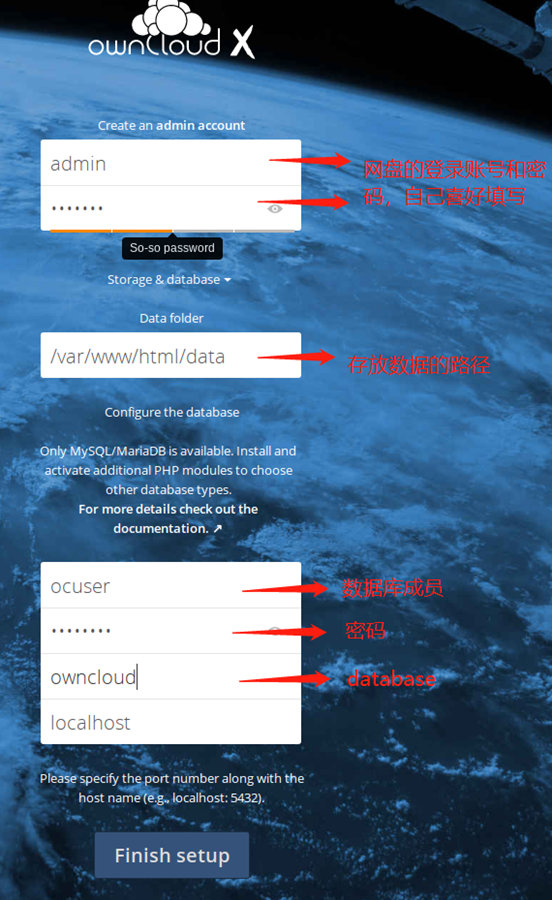 ownCloud X
Create an admin account
admin
网盘的登录账号和密
码，自己喜好填写
•••••••
So-so password
Storage & database
Data folder
/var/www/html/data
存放数据的路径
Configure the database
Only MySQL/MariaDB is available. Install and
activate additional PHP modules to choose
other database types.
For more details check out the
documentation. ↗
ocuser
数据库成员
••••••••
密码
owncloud
database
localhost
Please specify the port number along with the
host name (e.g., localhost: 5432).
Finish setup